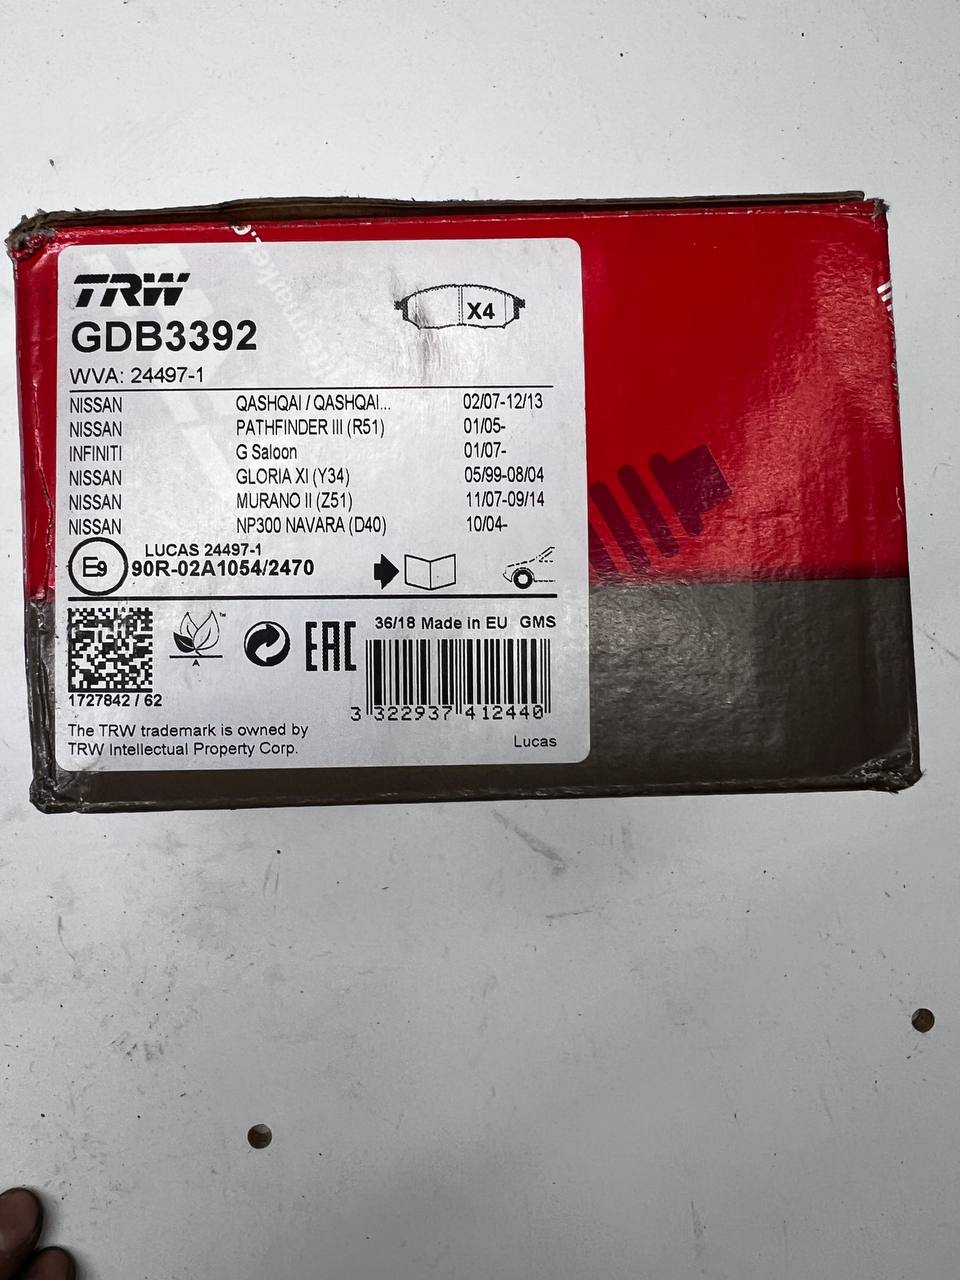 TRW
X4
GDB3392
WVA: 24497-1
NISSAN QASHQAI / QASHQAI... 02/07-12/13
NISSAN PATHFINDER III (R51) 01/05-
INFINITI G Saloon 01/07-
NISSAN GLORIA XI (Y34) 05/99-08/04
NISSAN MURANO II (Z51) 11/07-09/14
NISSAN NP300 NAVARA (D40) 10/04-
LUCAS 24497-1
E9 90R-02A1054/2470
36/18 Made in EU GMS
TM
A
EAC
1727842 / 62
3 322937 412440
The TRW trademark is owned by
TRW Intellectual Property Corp.
Lucas